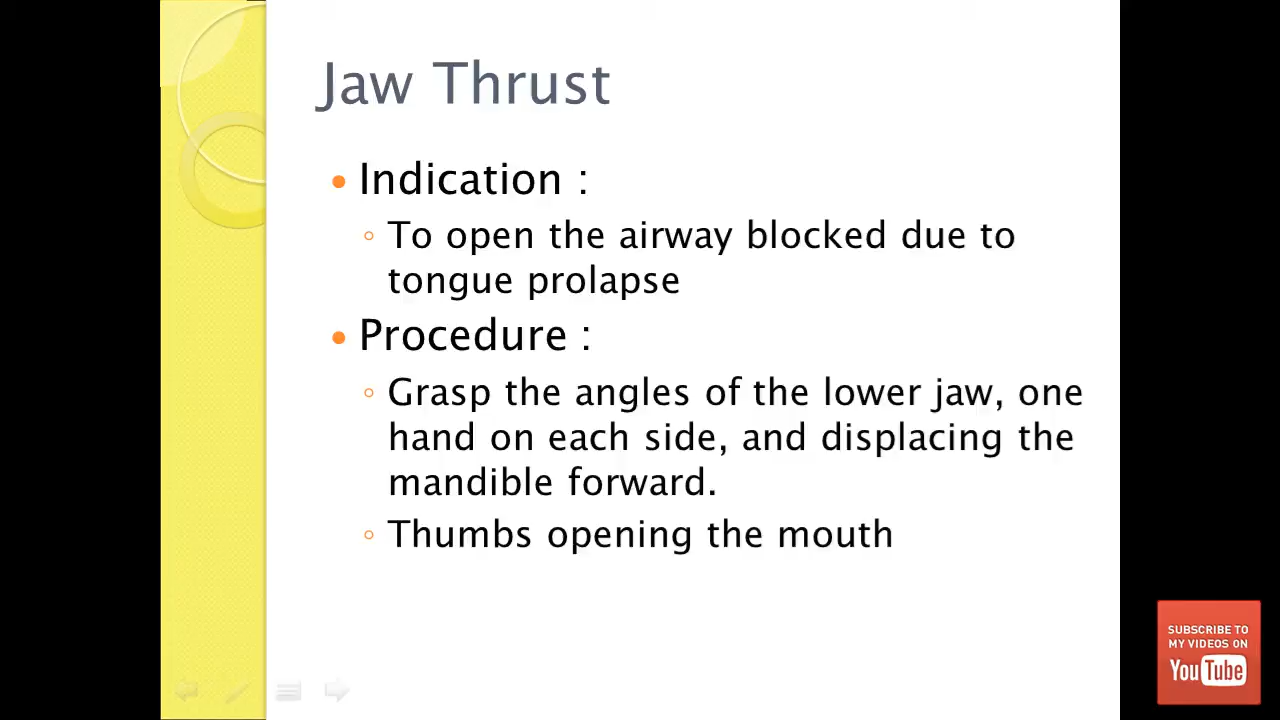 Jaw Thrust
• Indication :
◦ To open the airway blocked due to
tongue prolapse
• Procedure :
◦ Grasp the angles of the lower jaw, one
hand on each side, and displacing the
mandible forward.
◦ Thumbs opening the mouth
SUBSCRIBE TO
MY VIDEOS ON
YouTube